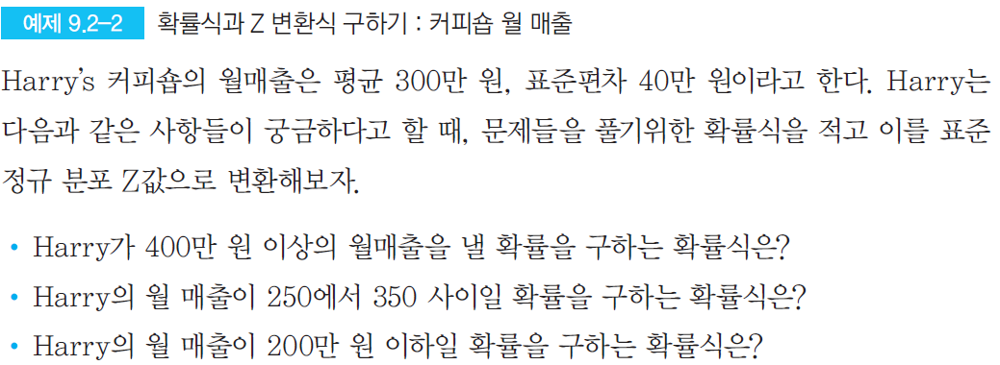 예제 9.2-2 확률식과 Z 변환식 구하기 : 커피숍 월 매출
Harry's 커피숍의 월매출은 평균 300만 원, 표준편차 40만 원이라고 한다. Harry는
다음과 같은 사항들이 궁금하다고 할 때, 문제들을 풀기위한 확률식을 적고 이를 표준
정규 분포 Z값으로 변환해보자.
• Harry가 400만 원 이상의 월매출을 낼 확률을 구하는 확률식은?
• Harry의 월 매출이 250에서 350 사이일 확률을 구하는 확률식은?
• Harry의 월 매출이 200만 원 이하일 확률을 구하는 확률식은?